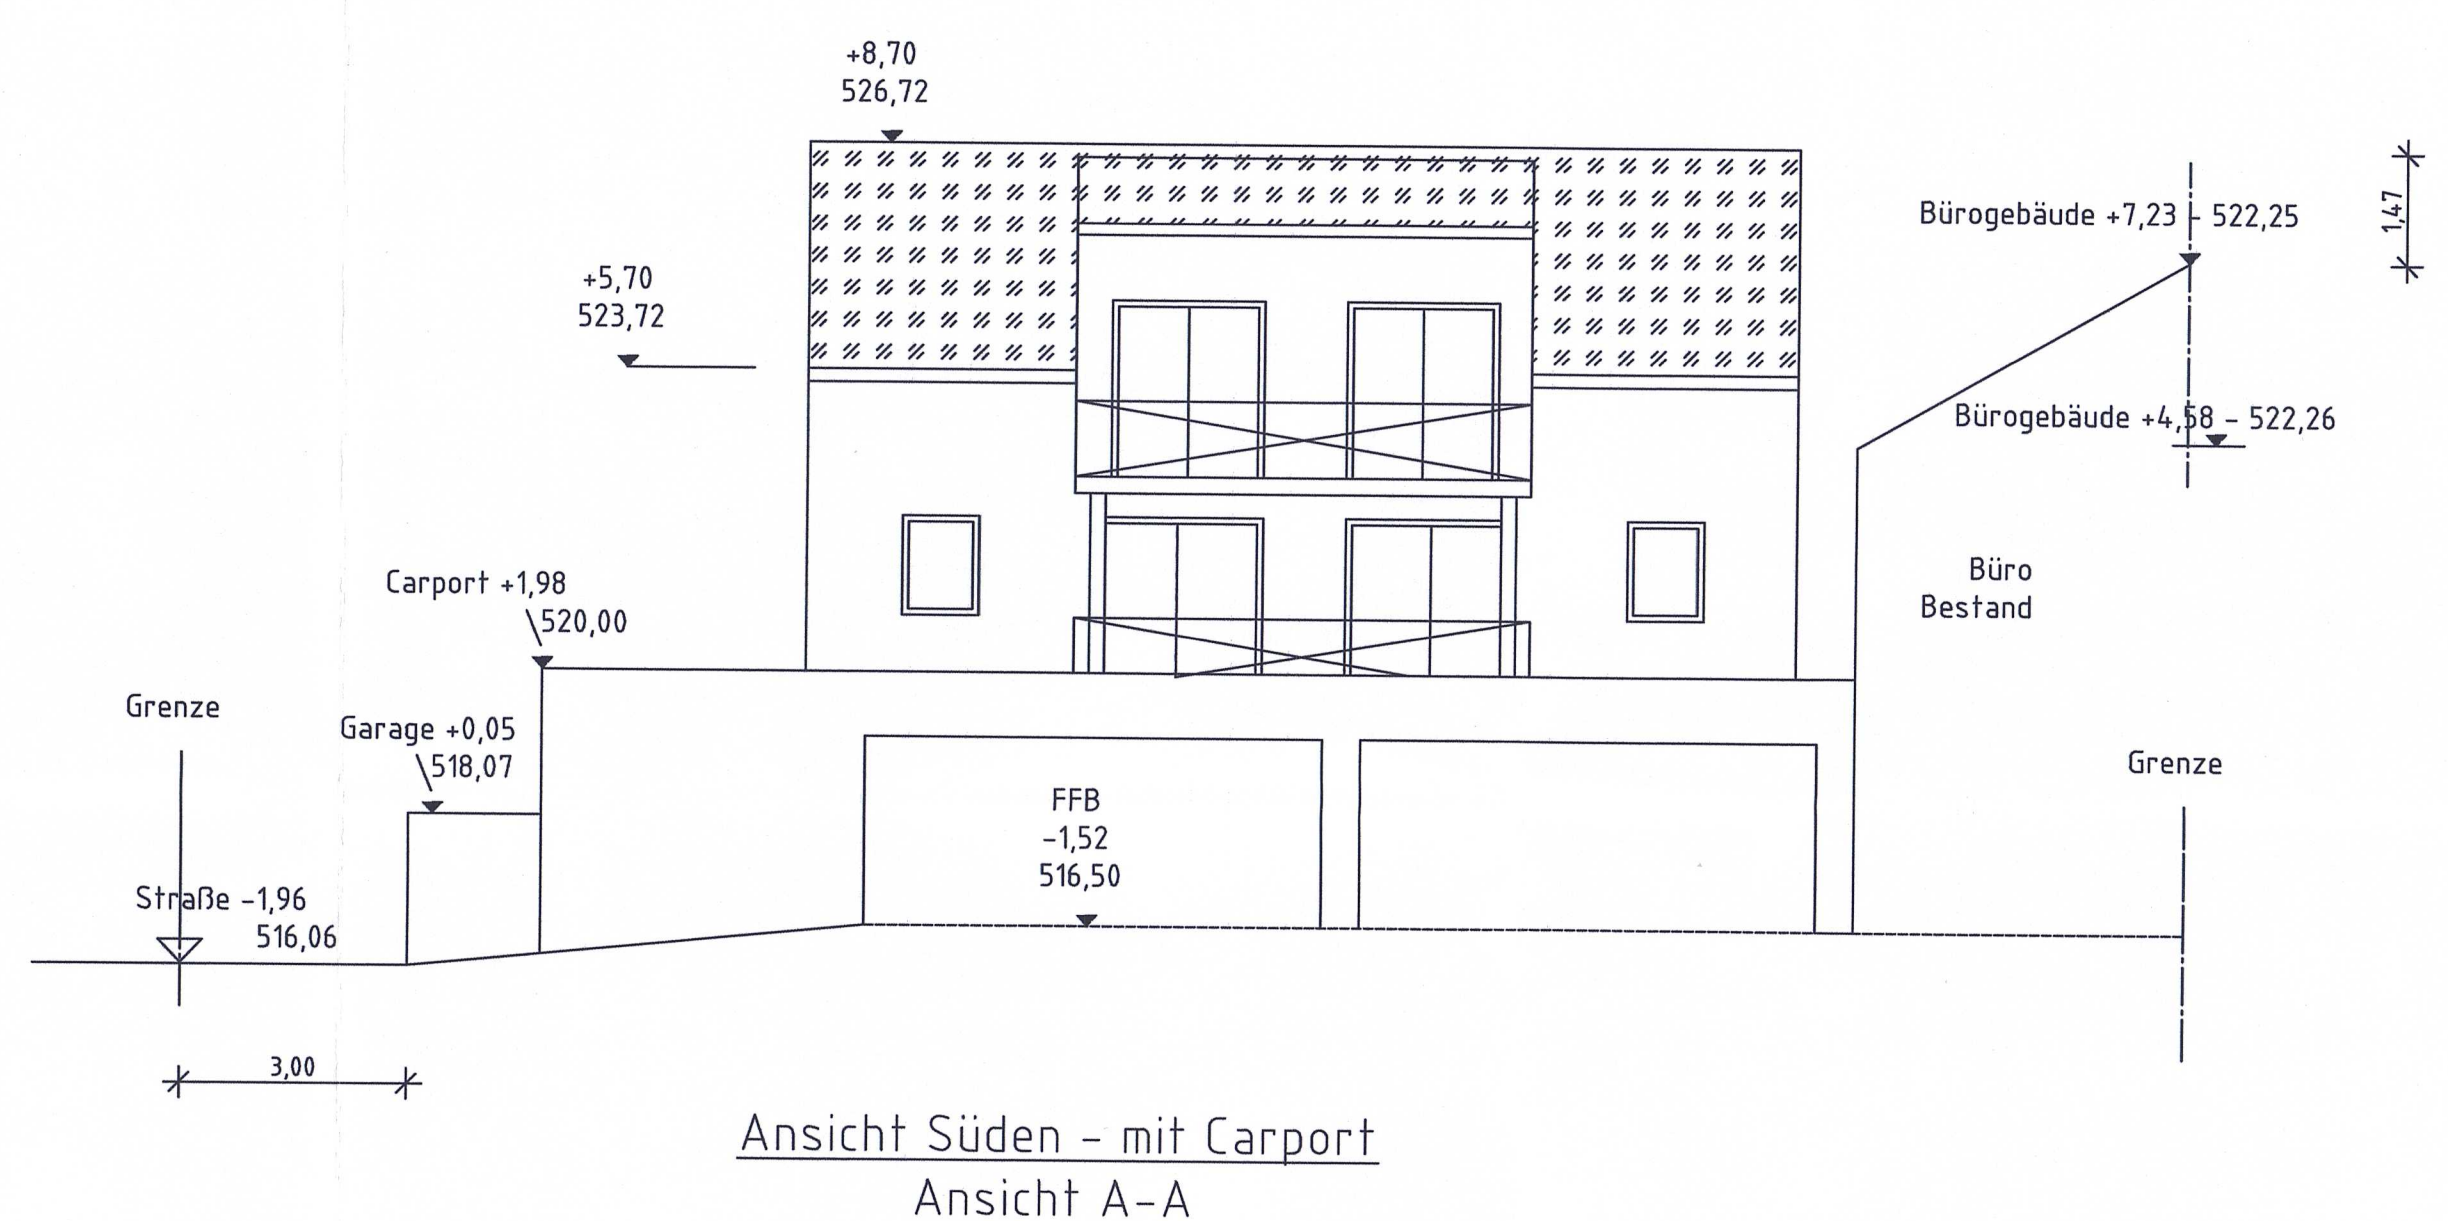 +8,70
526,72
+5,70
523,72
Bürogebäude +7,23 - 522,25
1,47
Bürogebäude +4,58 - 522,26
Büro
Bestand
Carport +1,98
520,00
Grenze
Garage +0,05
518,07
Grenze
FFB
-1,52
516,50
Straße -1,96
516,06
3,00
Ansicht Süden - mit Carport
Ansicht A-A